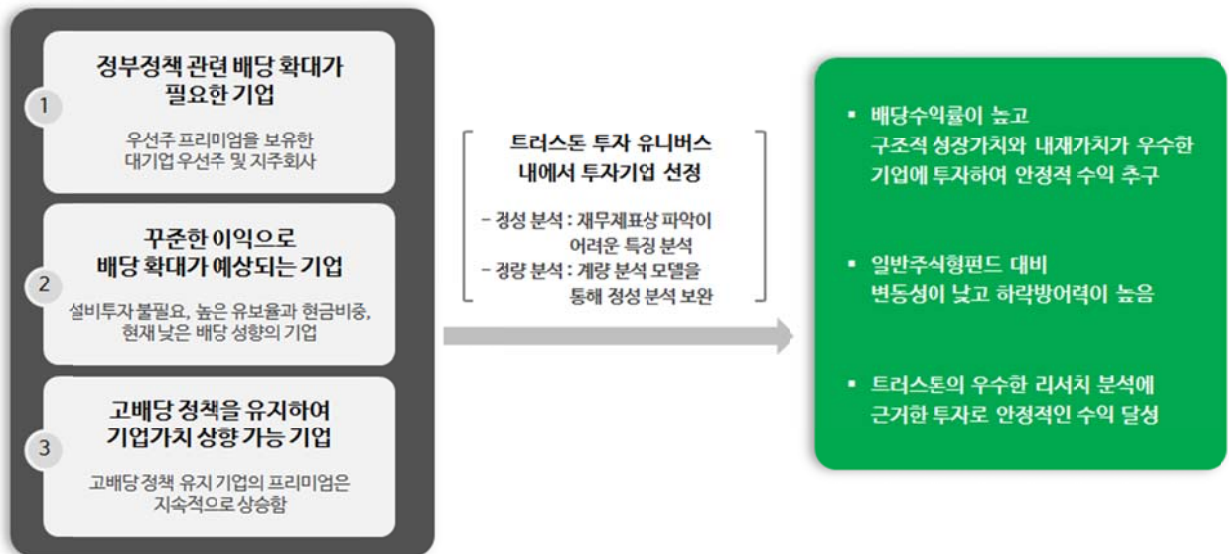 1
정부정책 관련 배당 확대가
필요한 기업
우선주 프리미엄을 보유한
대기업 우선주 및 지주회사
2
꾸준한 이익으로
배당 확대가 예상되는 기업
설비투자 불필요, 높은 유보율과 현금비중,
현재 낮은 배당 성향의 기업
3
고배당 정책을 유지하여
기업가치 상향 가능 기업
고배당 정책 유지 기업의 프리미엄은
지속적으로 상승함
트러스톤 투자 유니버스
내에서 투자기업 선정
- 정성 분석 : 재무제표상 파악이
어려운 특징 분석
- 정량 분석 : 계량 분석 모델을
통해 정성 분석 보완
▪ 배당수익률이 높고
구조적 성장가치와 내재가치가 우수한
기업에 투자하여 안정적 수익 추구
▪ 일반주식형펀드 대비
변동성이 낮고 하락방어력이 높음
▪ 트러스톤의 우수한 리서치 분석에
근거한 투자로 안정적인 수익 달성